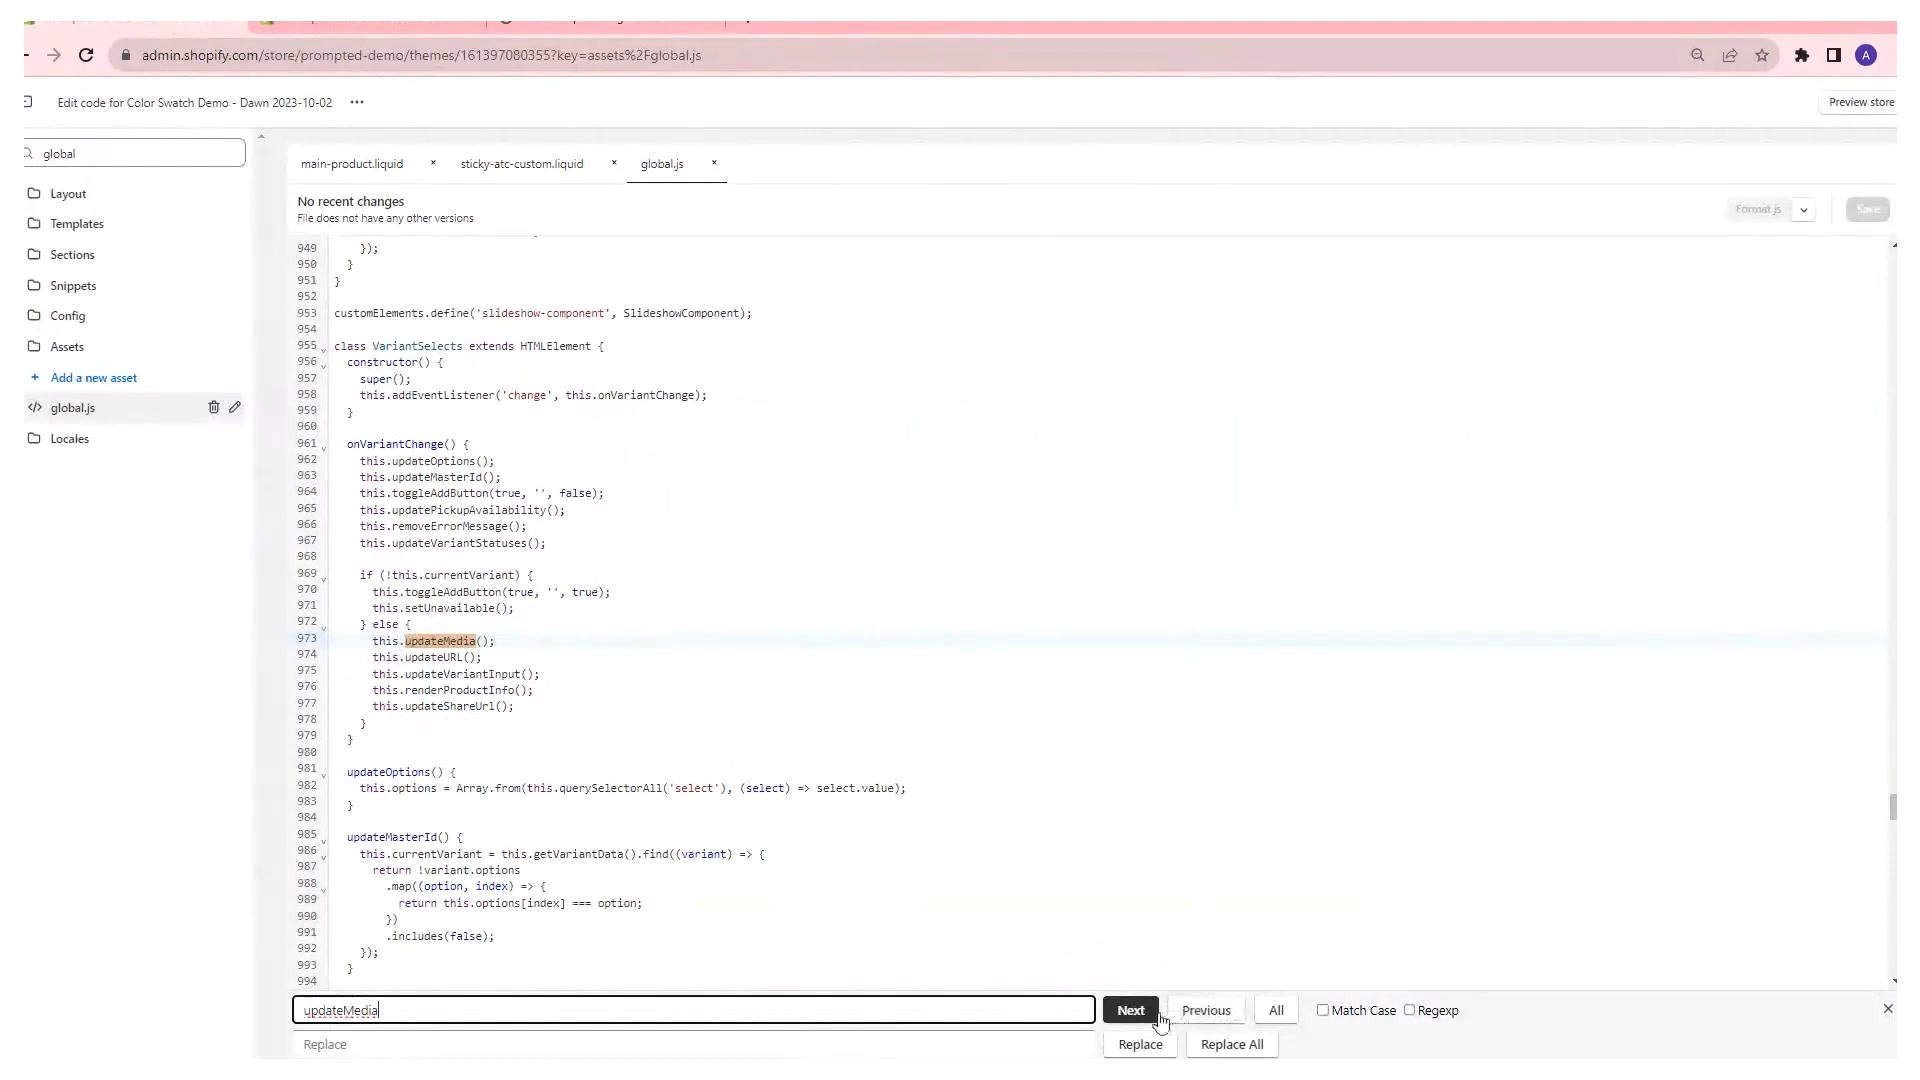 admin.shopify.com/store/prompted-demo/themes/161397080355?key=assets%2Fglobal.js
A
Edit code for Color Swatch Demo - Dawn 2023-10-02 •••
Preview store
global
Layout
Templates
Sections
Snippets
Config
Assets
+ Add a new asset
</> global.js
Locales
main-product.liquid ×
sticky-atc-custom.liquid ×
global.js ×
No recent changes
File does not have any other versions
Format js
Save
949 });
950 }
951 }
952
953 customElements.define('slideshow-component', SlideshowComponent);
954
955 class VariantSelects extends HTMLElement {
956 constructor() {
957 super();
958 this.addEventListener('change', this.onVariantChange);
959 }
960
961 onVariantChange() {
962 this.updateOptions();
963 this.updateMasterId();
964 this.toggleAddButton(true, '', false);
965 this.updatePickupAvailability();
966 this.removeErrorMessage();
967 this.updateVariantStatuses();
968
969 if (!this.currentVariant) {
970 this.toggleAddButton(true, '', true);
971 this.setUnavailable();
972 } else {
973 this.updateMedia();
974 this.updateURL();
975 this.updateVariantInput();
976 this.renderProductInfo();
977 this.updateShareUrl();
978 }
979 }
980
981 updateOptions() {
982 this.options = Array.from(this.querySelectorAll('select'), (select) => select.value);
983 }
984
985 updateMasterId() {
986 this.currentVariant = this.getVariantData().find((variant) => {
987 return !variant.options
988 .map((option, index) => {
989 return this.options[index] === option;
990 })
991 .includes(false);
992 });
993 }
994
updateMedia
Next
Previous
All
Match Case
Regexp
×
Replace
Replace
Replace All